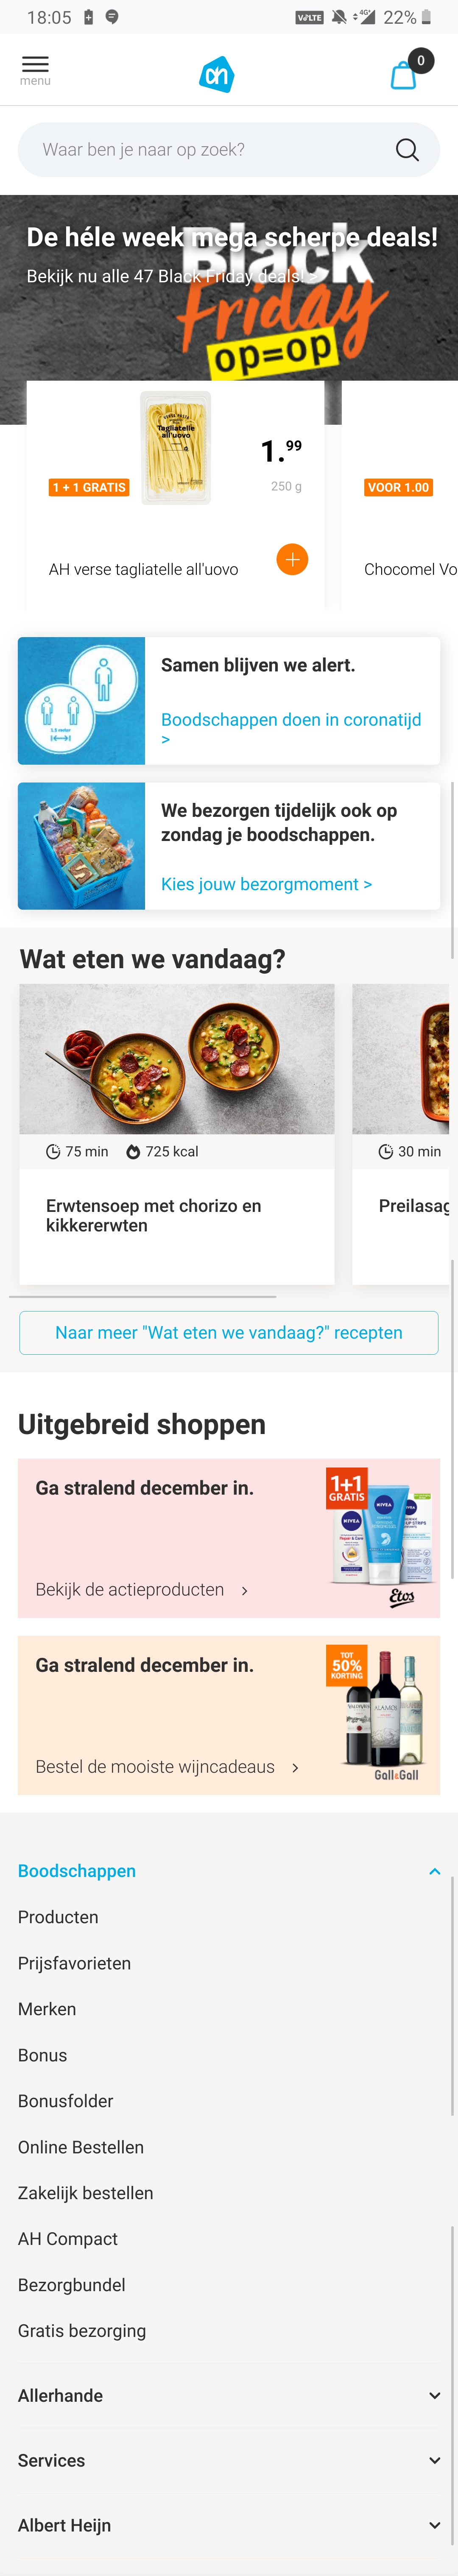 18:05
VoLTE 4G+ 22%
menu
ah
0
Waar ben je naar op zoek?
Black
De héle week mega scherpe deals!
Bekijk nu alle 47 Black Friday deals! >
Friday
op=op
Tagliatelle
all'uovo
1.99
1 + 1 GRATIS
250 g
VOOR 1.00
AH verse tagliatelle all'uovo
Chocomel Vo
Samen blijven we alert.
Boodschappen doen in coronatijd
>
1,5 meter
We bezorgen tijdelijk ook op
zondag je boodschappen.
Kies jouw bezorgmoment >
Wat eten we vandaag?
75 min 725 kcal
30 min
Erwtensoep met chorizo en
kikkererwten
Preilasag
Naar meer "Wat eten we vandaag?" recepten
Uitgebreid shoppen
Ga stralend december in.
1+1
GRATIS
NIVEA
NIVEA
NIVEA
Bekijk de actieproducten >
Etos
Ga stralend december in.
TOT
50%
KORTING
ALAMOS
Bestel de mooiste wijncadeaus >
Gall&Gall
Boodschappen
Producten
Prijsfavorieten
Merken
Bonus
Bonusfolder
Online Bestellen
Zakelijk bestellen
AH Compact
Bezorgbundel
Gratis bezorging
Allerhande
Services
Albert Heijn